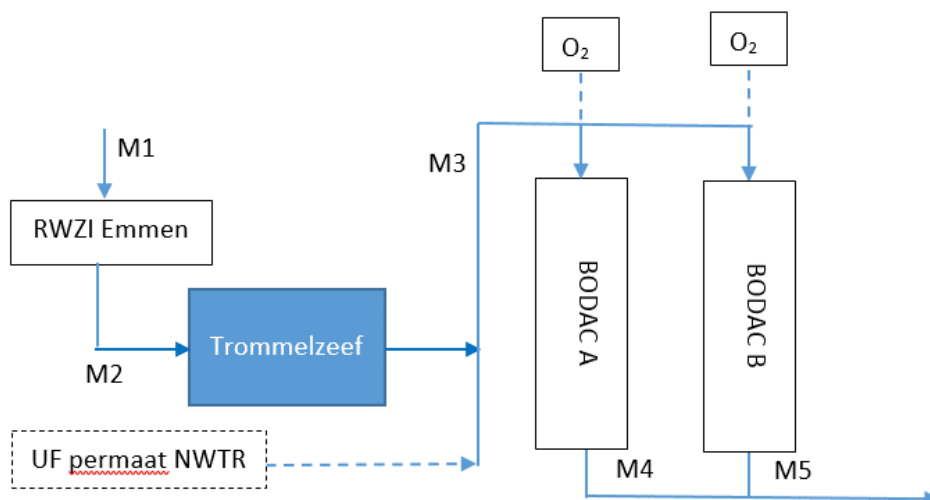 O₂
O₂
M1
M3
RWZI Emmen
BODAC A
BODAC B
Trommelzeef
M2
UF permaat NWTR
M4
M5